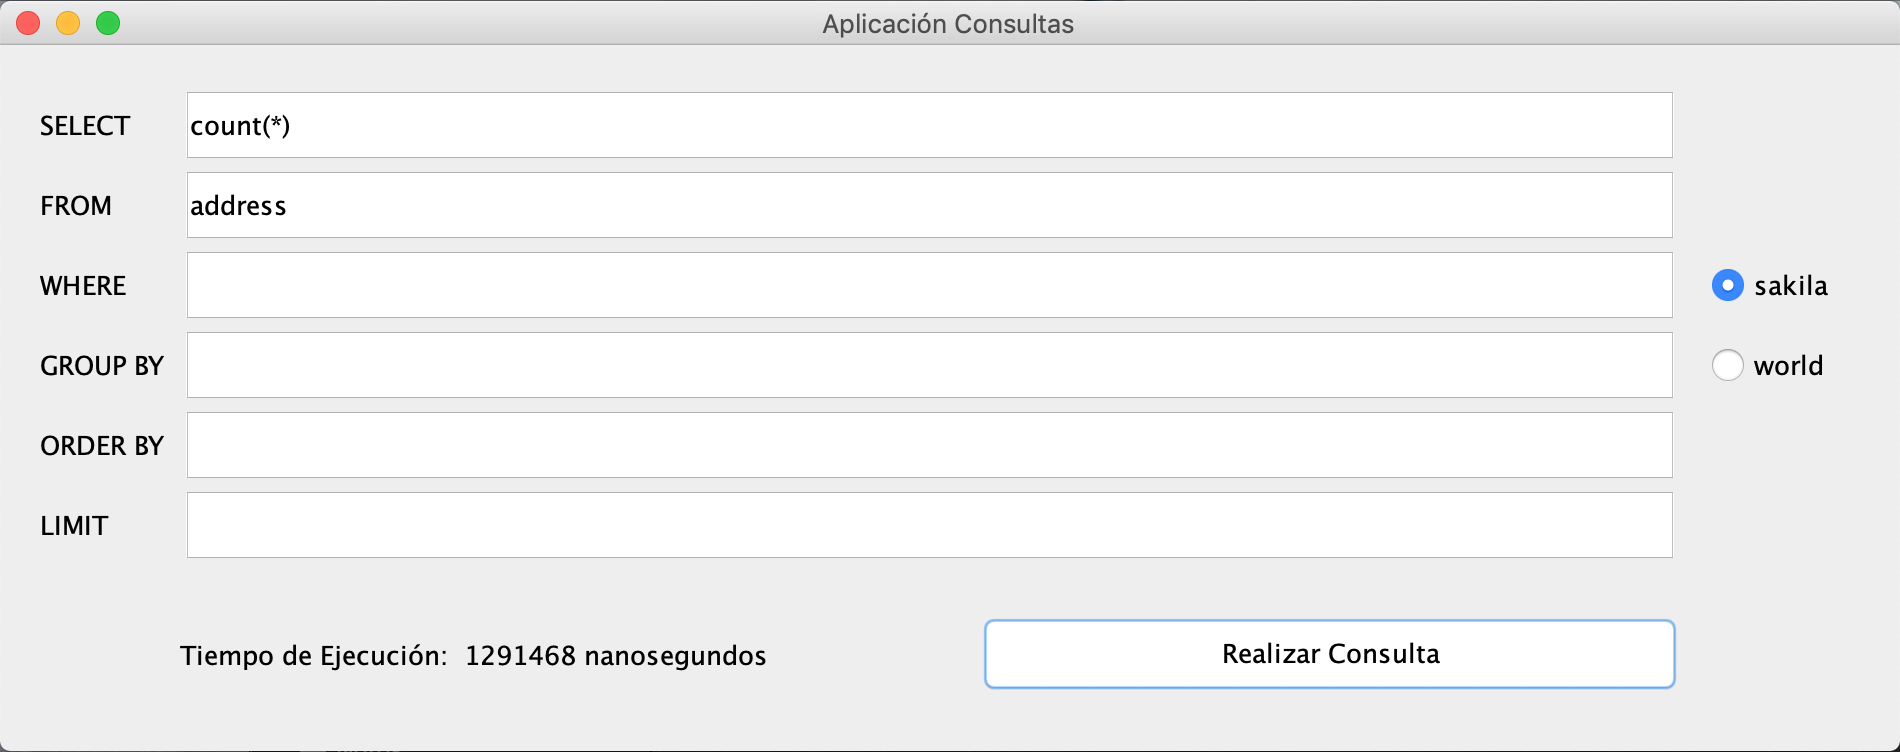 Aplicación Consultas
SELECT count(*)
FROM address
WHERE
sakila
GROUP BY
world
ORDER BY
LIMIT
Tiempo de Ejecución: 1291468 nanosegundos
Realizar Consulta